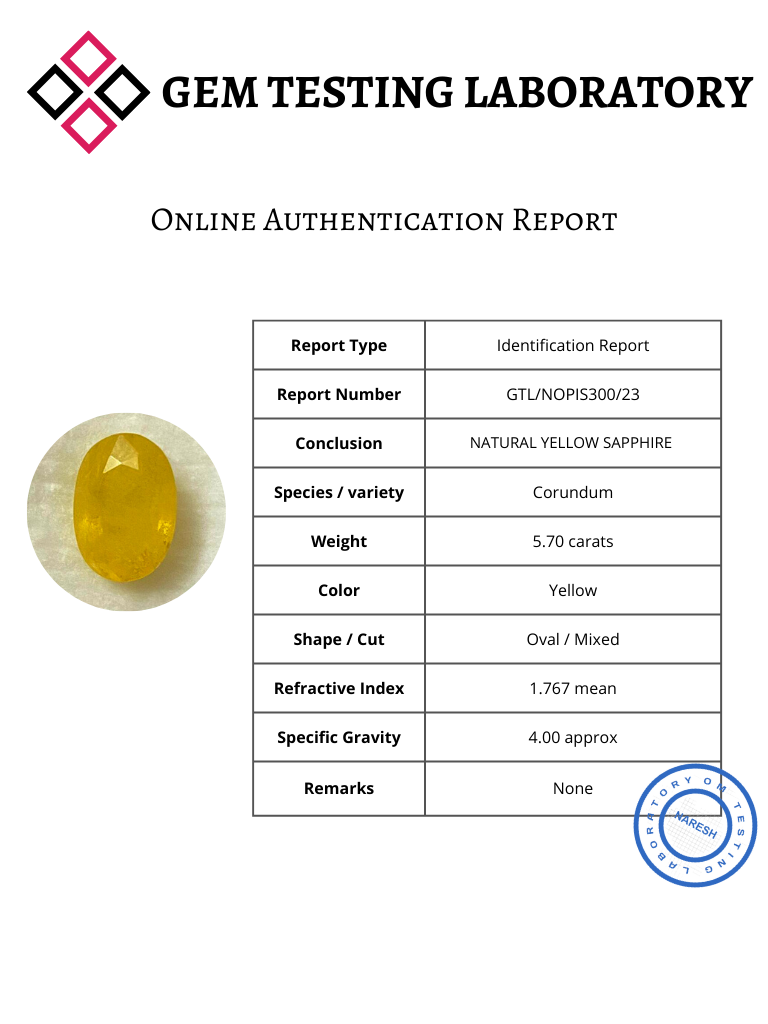 GEM TESTING LABORATORY
Online Authentication Report
Report Type Identification Report
Report Number GTL/NOPIS300/23
Conclusion NATURAL YELLOW SAPPHIRE
Species / variety Corundum
Weight 5.70 carats
Color Yellow
Shape / Cut Oval / Mixed
Refractive Index 1.767 mean
Specific Gravity 4.00 approx
Remarks None
OM TESTING LABORATORY
NARESH